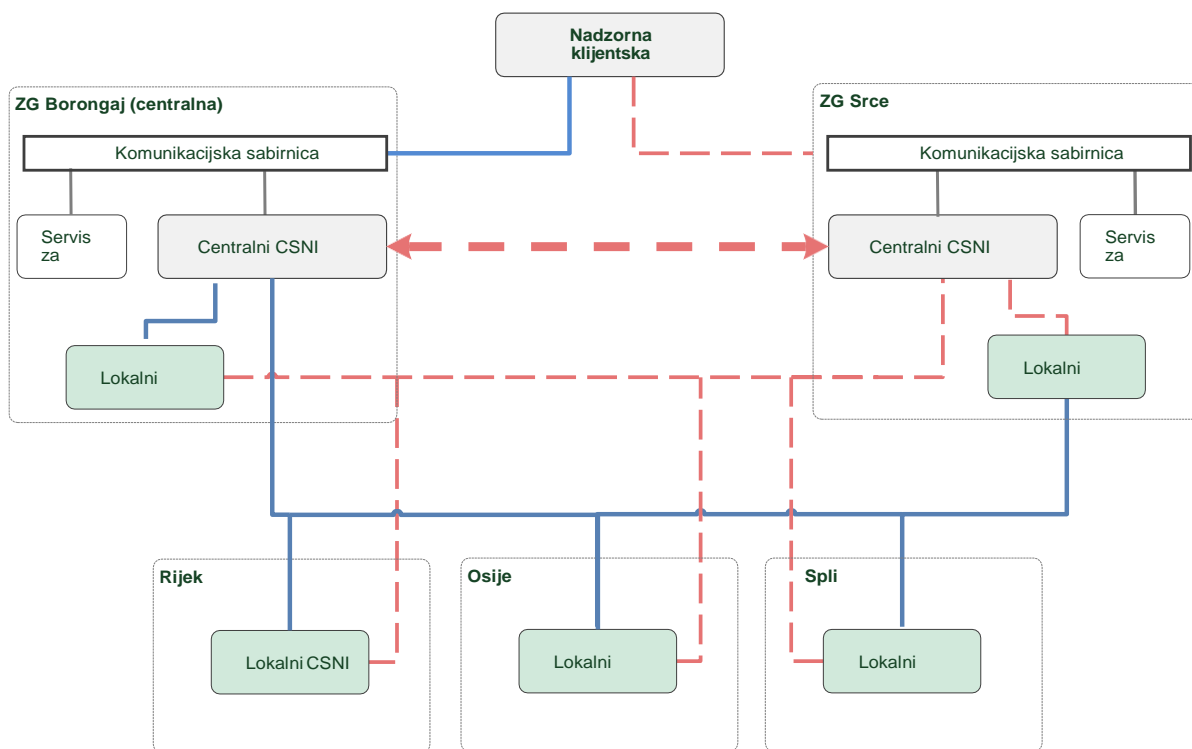 Nadzorna
klijentska
ZG Borongaj (centralna)
ZG Srce
Komunikacijska sabirnica
Komunikacijska sabirnica
Servis
za
Centralni CSNI
Centralni CSNI
Servis
za
Lokalni
Lokalni
Rijek
Osije
Spli
Lokalni CSNI
Lokalni
Lokalni